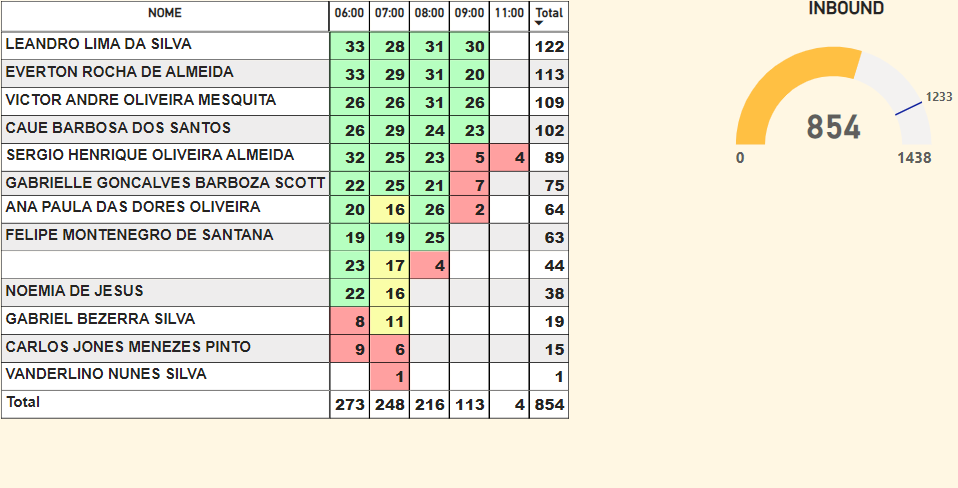 NOME 06:00 07:00 08:00 09:00 11:00 Total
LEANDRO LIMA DA SILVA 33 28 31 30 122
EVERTON ROCHA DE ALMEIDA 33 29 31 20 113
VICTOR ANDRE OLIVEIRA MESQUITA 26 26 31 26 109
CAUE BARBOSA DOS SANTOS 26 29 24 23 102
SERGIO HENRIQUE OLIVEIRA ALMEIDA 32 25 23 5 4 89
GABRIELLE GONCALVES BARBOZA SCOTT 22 25 21 7 75
ANA PAULA DAS DORES OLIVEIRA 20 16 26 2 64
FELIPE MONTENEGRO DE SANTANA 19 19 25 63
23 17 4 44
NOEMIA DE JESUS 22 16 38
GABRIEL BEZERRA SILVA 8 11 19
CARLOS JONES MENEZES PINTO 9 6 15
VANDERLINO NUNES SILVA 1 1
Total 273 248 216 113 4 854
INBOUND
1233
854
0 1438